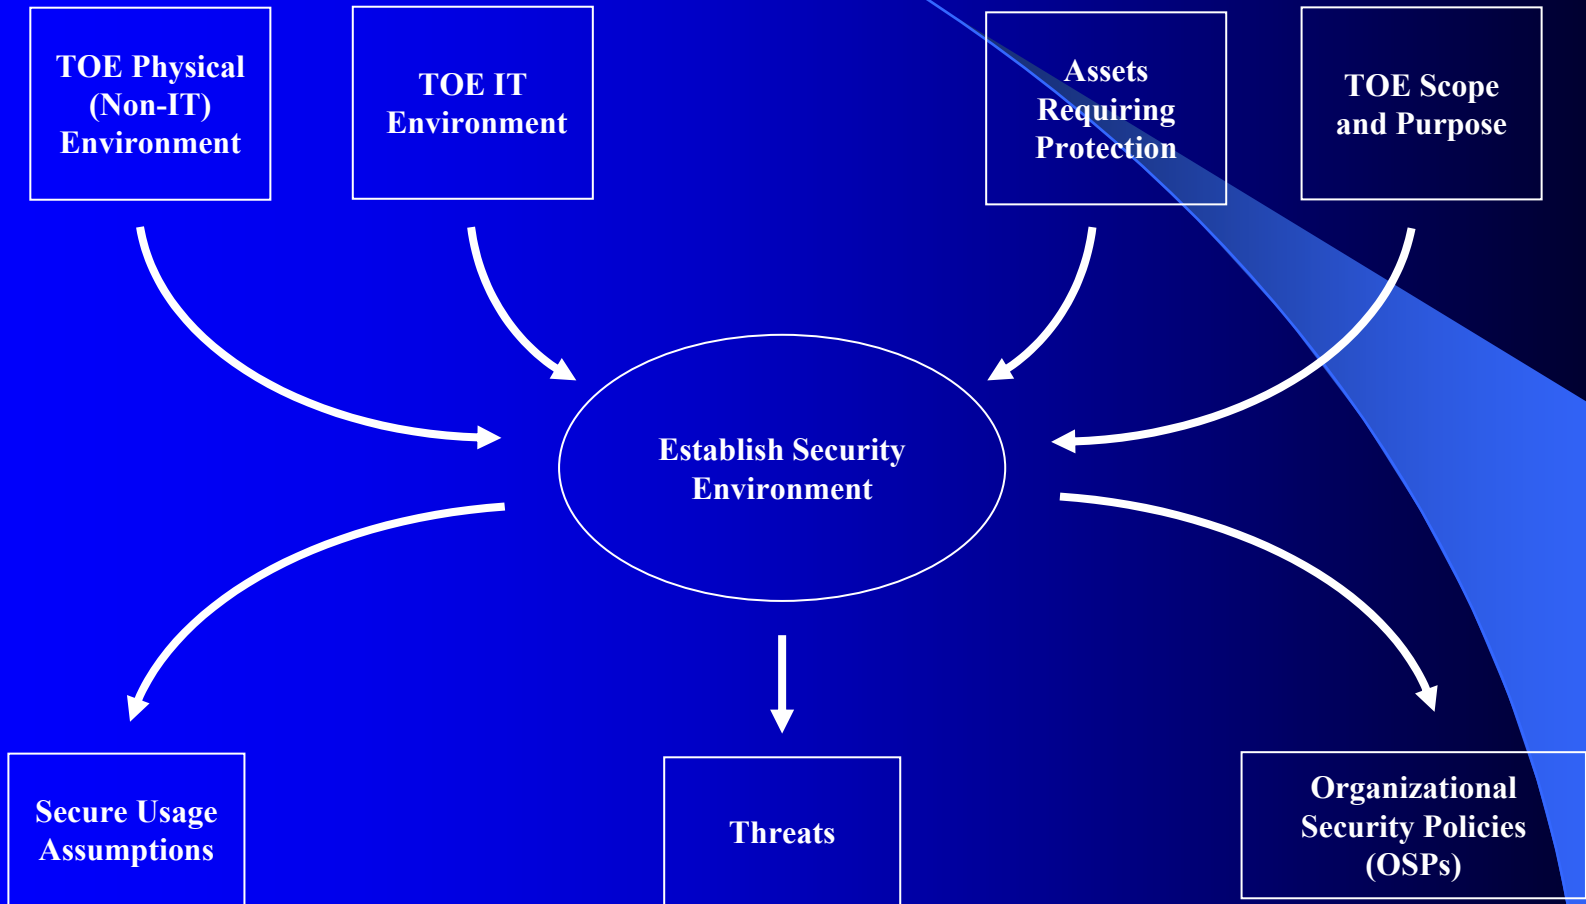 TOE Physical
(Non-IT)
Environment
TOE IT
Environment
Assets
Requiring
Protection
TOE Scope
and Purpose
Establish Security
Environment
Secure Usage
Assumptions
Threats
Organizational
Security Policies
(OSPs)